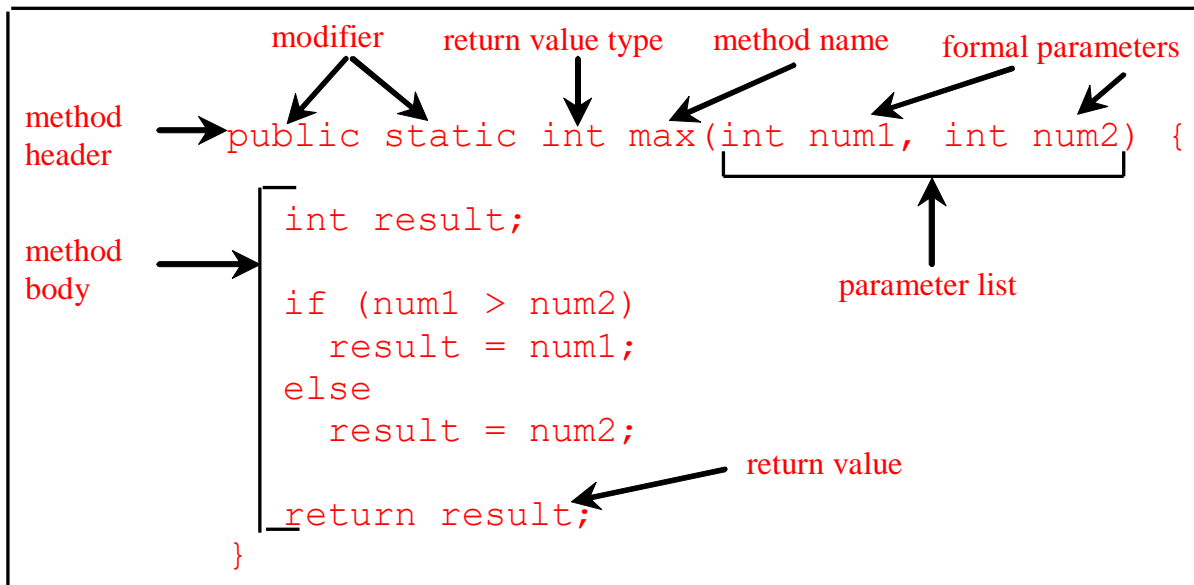 modifier return value type method name formal parameters
method
header
public static int max(int num1, int num2) {
int result;
method
body
parameter list
if (num1 > num2)
result = num1;
else
result = num2;
return value
return result;
}